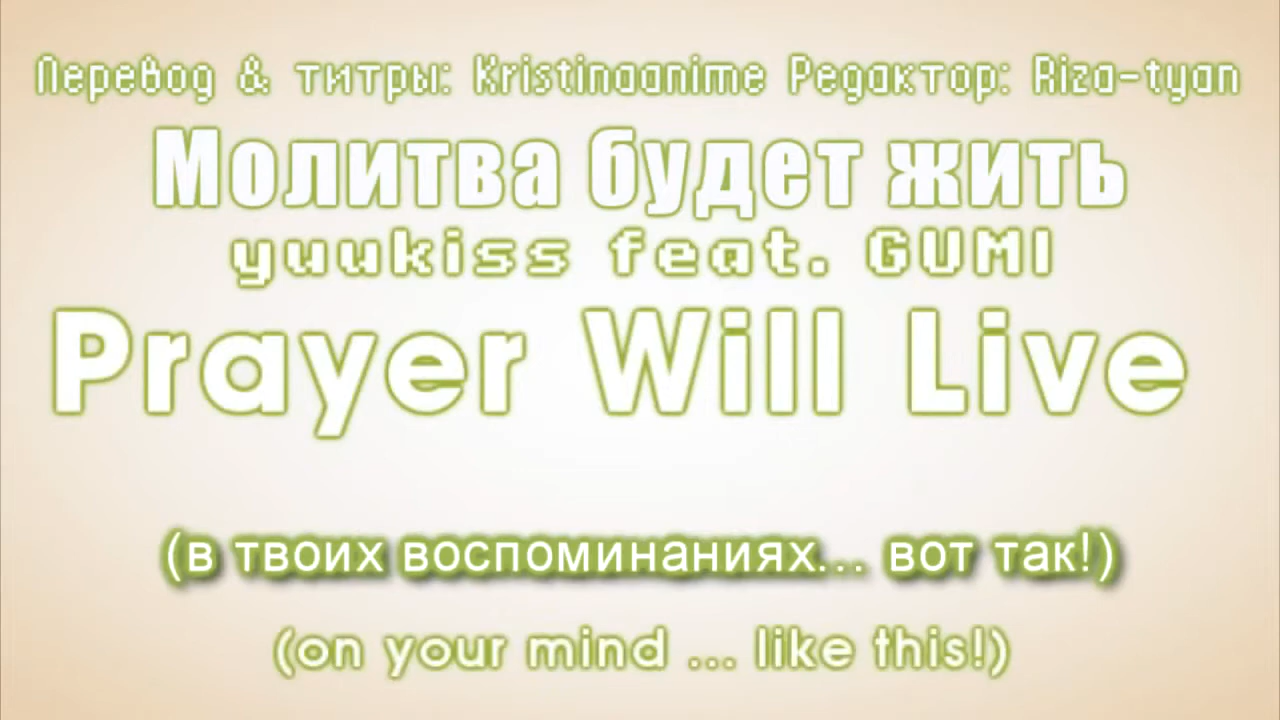 Перевод & титры: Kristinaanime Редактор: Riza-tyan
Молитва будет жить
yuukiss feat. GUMI
Prayer Will Live
(в твоих воспоминаниях... вот так!)
(on your mind ... like this!)